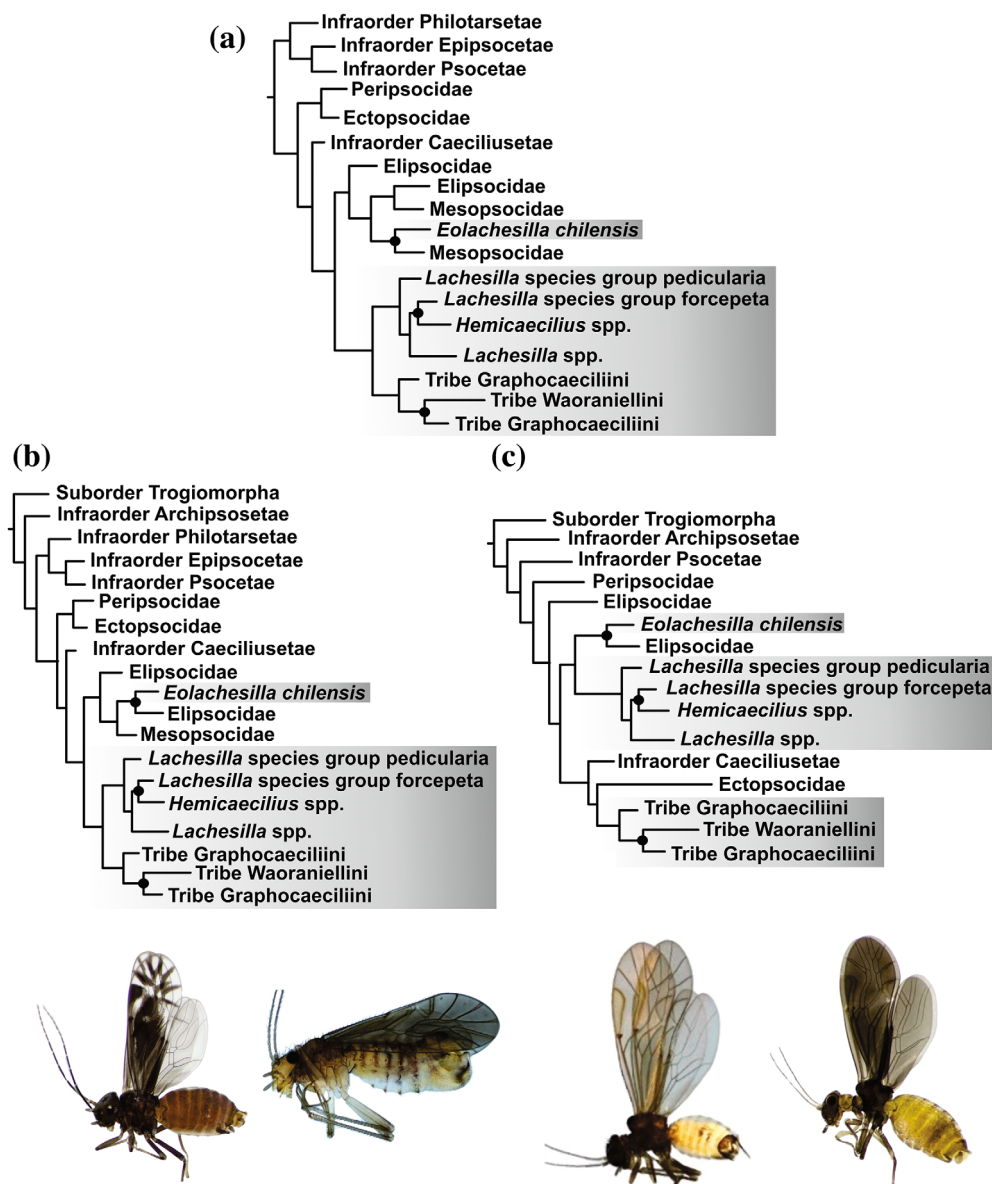 (a)
Infraorder Philotarsetae
Infraorder Epipsocetae
Infraorder Psocetae
Peripsocidae
Ectopsocidae
Infraorder Caeciliusetae
Elipsocidae
Elipsocidae
Mesopsocidae
Eolachesilla chilensis
Mesopsocidae
Lachesilla species group pedicularia
Lachesilla species group forcepeta
Hemicaecilius spp.
Lachesilla spp.
Tribe Graphocaeciliini
Tribe Waoraniellini
Tribe Graphocaeciliini
(b)
Suborder Trogiomorpha
Infraorder Archipsosetae
Infraorder Philotarsetae
Infraorder Epipsocetae
Infraorder Psocetae
Peripsocidae
Ectopsocidae
Infraorder Caeciliusetae
Elipsocidae
Eolachesilla chilensis
Elipsocidae
Mesopsocidae
Lachesilla species group pedicularia
Lachesilla species group forcepeta
Hemicaecilius spp.
Lachesilla spp.
Tribe Graphocaeciliini
Tribe Waoraniellini
Tribe Graphocaeciliini
(c)
Suborder Trogiomorpha
Infraorder Archipsosetae
Infraorder Psocetae
Peripsocidae
Elipsocidae
Eolachesilla chilensis
Elipsocidae
Lachesilla species group pedicularia
Lachesilla species group forcepeta
Hemicaecilius spp.
Lachesilla spp.
Infraorder Caeciliusetae
Ectopsocidae
Tribe Graphocaeciliini
Tribe Waoraniellini
Tribe Graphocaeciliini